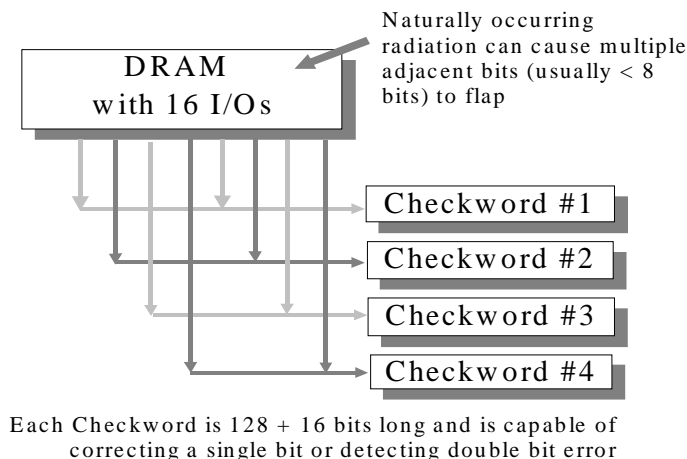 Naturally occurring
radiation can cause multiple
adjacent bits (usually < 8
bits) to flap
DRAM
with 16 I/Os
Checkword #1
Checkword #2
Checkword #3
Checkword #4
Each Checkword is 128 + 16 bits long and is capable of
correcting a single bit or detecting double bit error